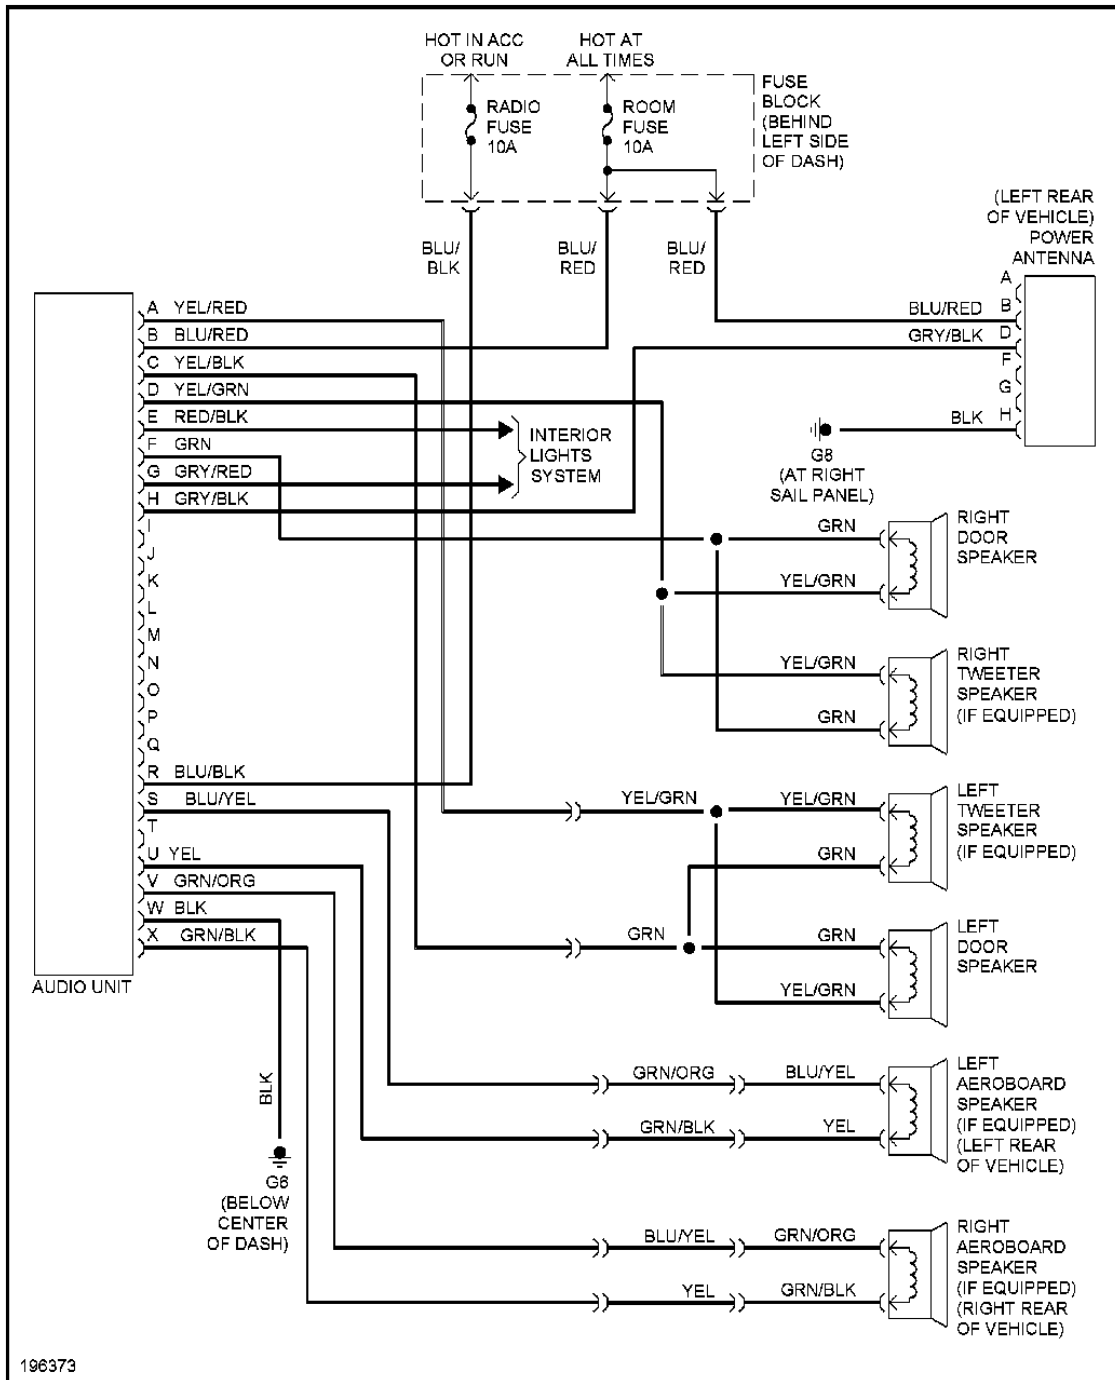 HOT IN ACC
OR RUN
HOT AT
ALL TIMES
RADIO
FUSE
10A
ROOM
FUSE
10A
FUSE
BLOCK
(BEHIND
LEFT SIDE
OF DASH)
BLU/
BLK
BLU/
RED
BLU/
RED
(LEFT REAR
OF VEHICLE)
POWER
ANTENNA
A
BLU/RED B
GRY/BLK D
F
G
BLK H
G8
(AT RIGHT
SAIL PANEL)
A YEL/RED
B BLU/RED
C YEL/BLK
D YEL/GRN
E RED/BLK
F GRN
G GRY/RED
H GRY/BLK
I
J
K
L
M
N
O
P
Q
R BLU/BLK
S BLU/YEL
T
U YEL
V GRN/ORG
W BLK
X GRN/BLK
AUDIO UNIT
INTERIOR
LIGHTS
SYSTEM
GRN
YEL/GRN
RIGHT
DOOR
SPEAKER
YEL/GRN
GRN
RIGHT
TWEETER
SPEAKER
(IF EQUIPPED)
YEL/GRN
YEL/GRN
GRN
LEFT
TWEETER
SPEAKER
(IF EQUIPPED)
GRN
GRN
YEL/GRN
LEFT
DOOR
SPEAKER
GRN/ORG
BLU/YEL
GRN/BLK
YEL
LEFT
AEROBOARD
SPEAKER
(IF EQUIPPED)
(LEFT REAR
OF VEHICLE)
BLK
G6
(BELOW
CENTER
OF DASH)
BLU/YEL
GRN/ORG
YEL
GRN/BLK
RIGHT
AEROBOARD
SPEAKER
(IF EQUIPPED)
(RIGHT REAR
OF VEHICLE)
196373